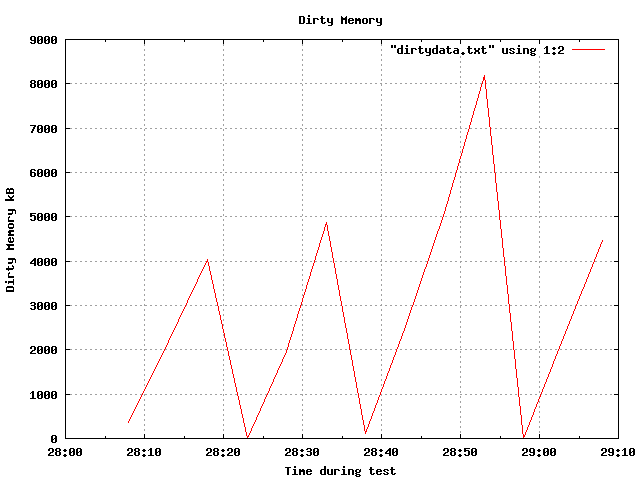 Dirty Memory
"dirtydata.txt" using 1:2
9000
8000
7000
6000
5000
4000
3000
2000
1000
0
Dirty Memory kB
28:00 28:10 28:20 28:30 28:40 28:50 29:00 29:10
Time during test